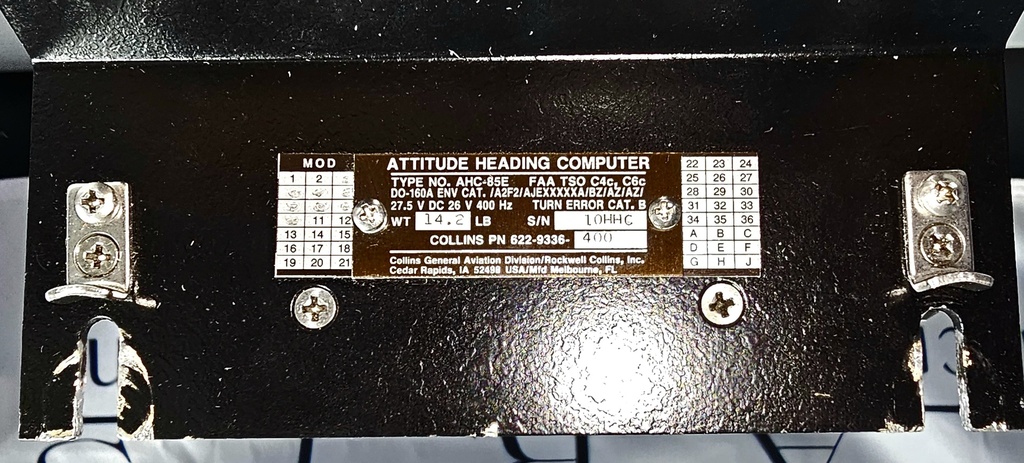 MOD
1 2
11 12
13 14 15
16 17 18
19 20 21
ATTITUDE HEADING COMPUTER
TYPE NO. AHC-85E FAA TSO C4c, C6c
DO-160A ENV CAT. /A2F2/AJEXXXXXA/BZ/AZ/AZ/
27.5 V DC 26 V 400 Hz TURN ERROR CAT. B
WT 14.2 LB S/N 10HHC
COLLINS PN 622-9336- 400
Collins General Aviation Division/Rockwell Collins, Inc.
Cedar Rapids, IA 52498 USA/Mfd Melbourne, FL
22 23 24
25 26 27
28 29 30
31 32 33
34 35 36
A B C
D E F
G H J